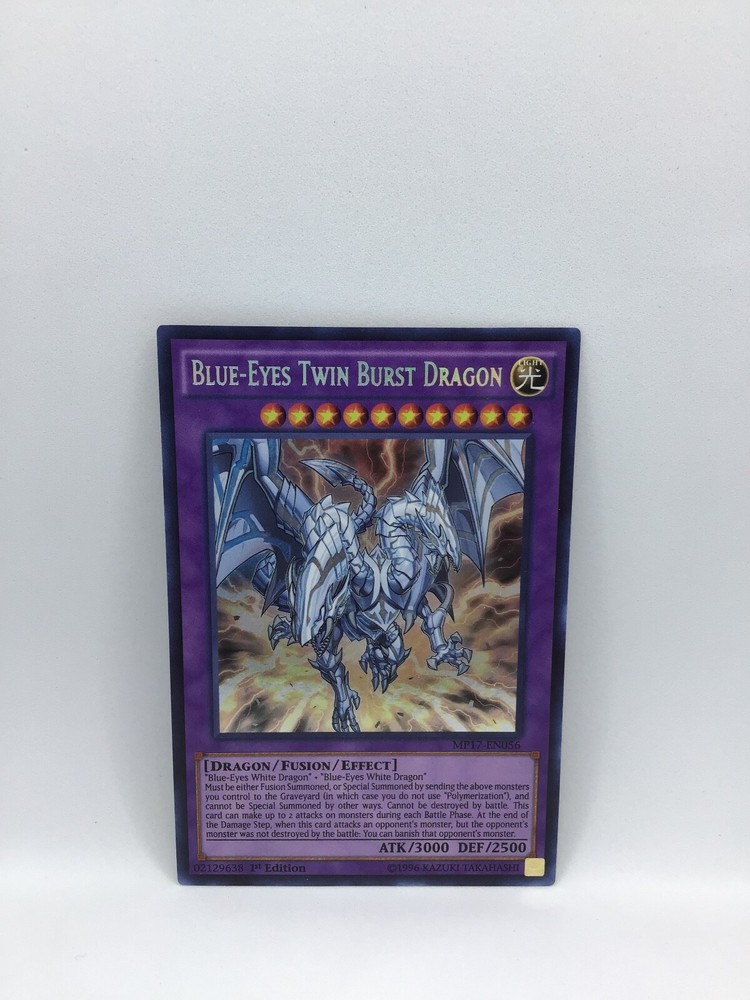 BLUE-EYES TWIN BURST DRAGON
LIGHT
光
MP17-EN056
[DRAGON/FUSION/EFFECT]
"Blue-Eyes White Dragon" + "Blue-Eyes White Dragon"
Must be either Fusion Summoned, or Special Summoned by sending the above monsters
you control to the Graveyard (in which case you do not use "Polymerization"), and
cannot be Special Summoned by other ways. Cannot be destroyed by battle. This
card can make up to 2 attacks on monsters during each Battle Phase. At the end of
the Damage Step, when this card attacks an opponent's monster, but the opponent's
monster was not destroyed by the battle: You can banish that opponent's monster.
ATK/3000 DEF/2500
02129638 1st Edition
©1996 KAZUKI TAKAHASHI